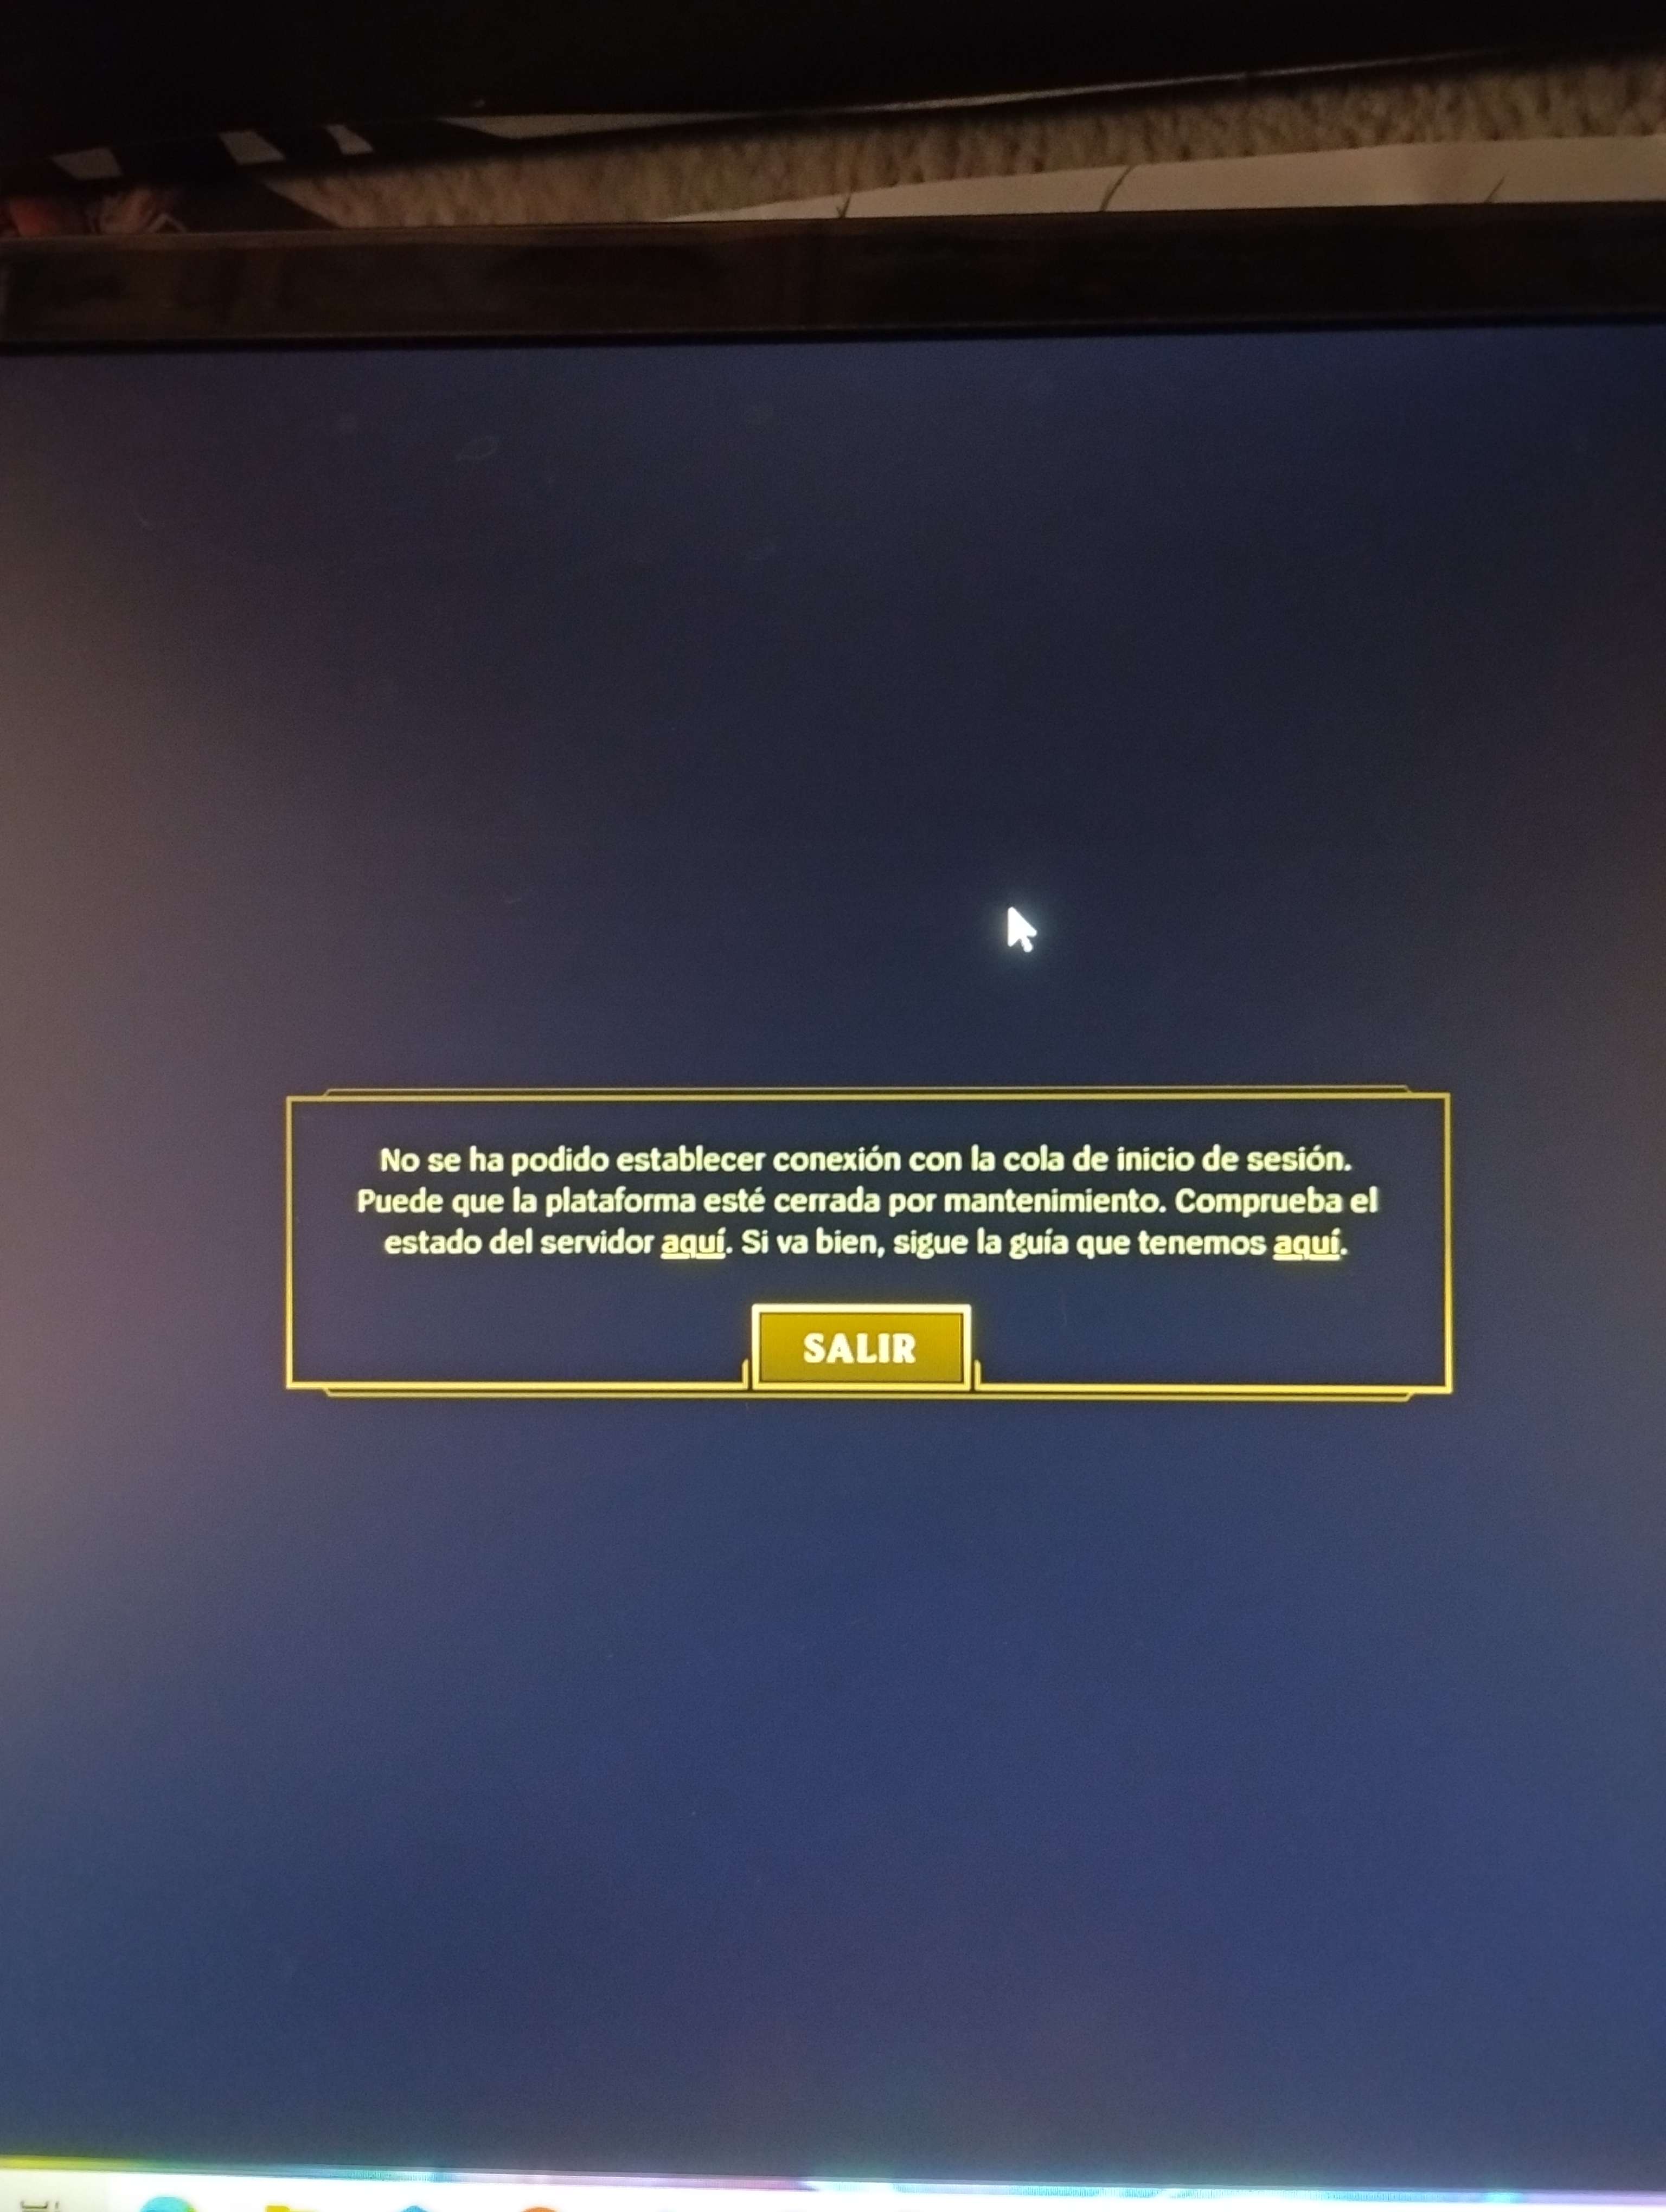 No se ha podido establecer conexión con la cola de inicio de sesión.
Puede que la plataforma esté cerrada por mantenimiento. Comprueba el
estado del servidor aquí. Si va bien, sigue la guía que tenemos aquí.
SALIR